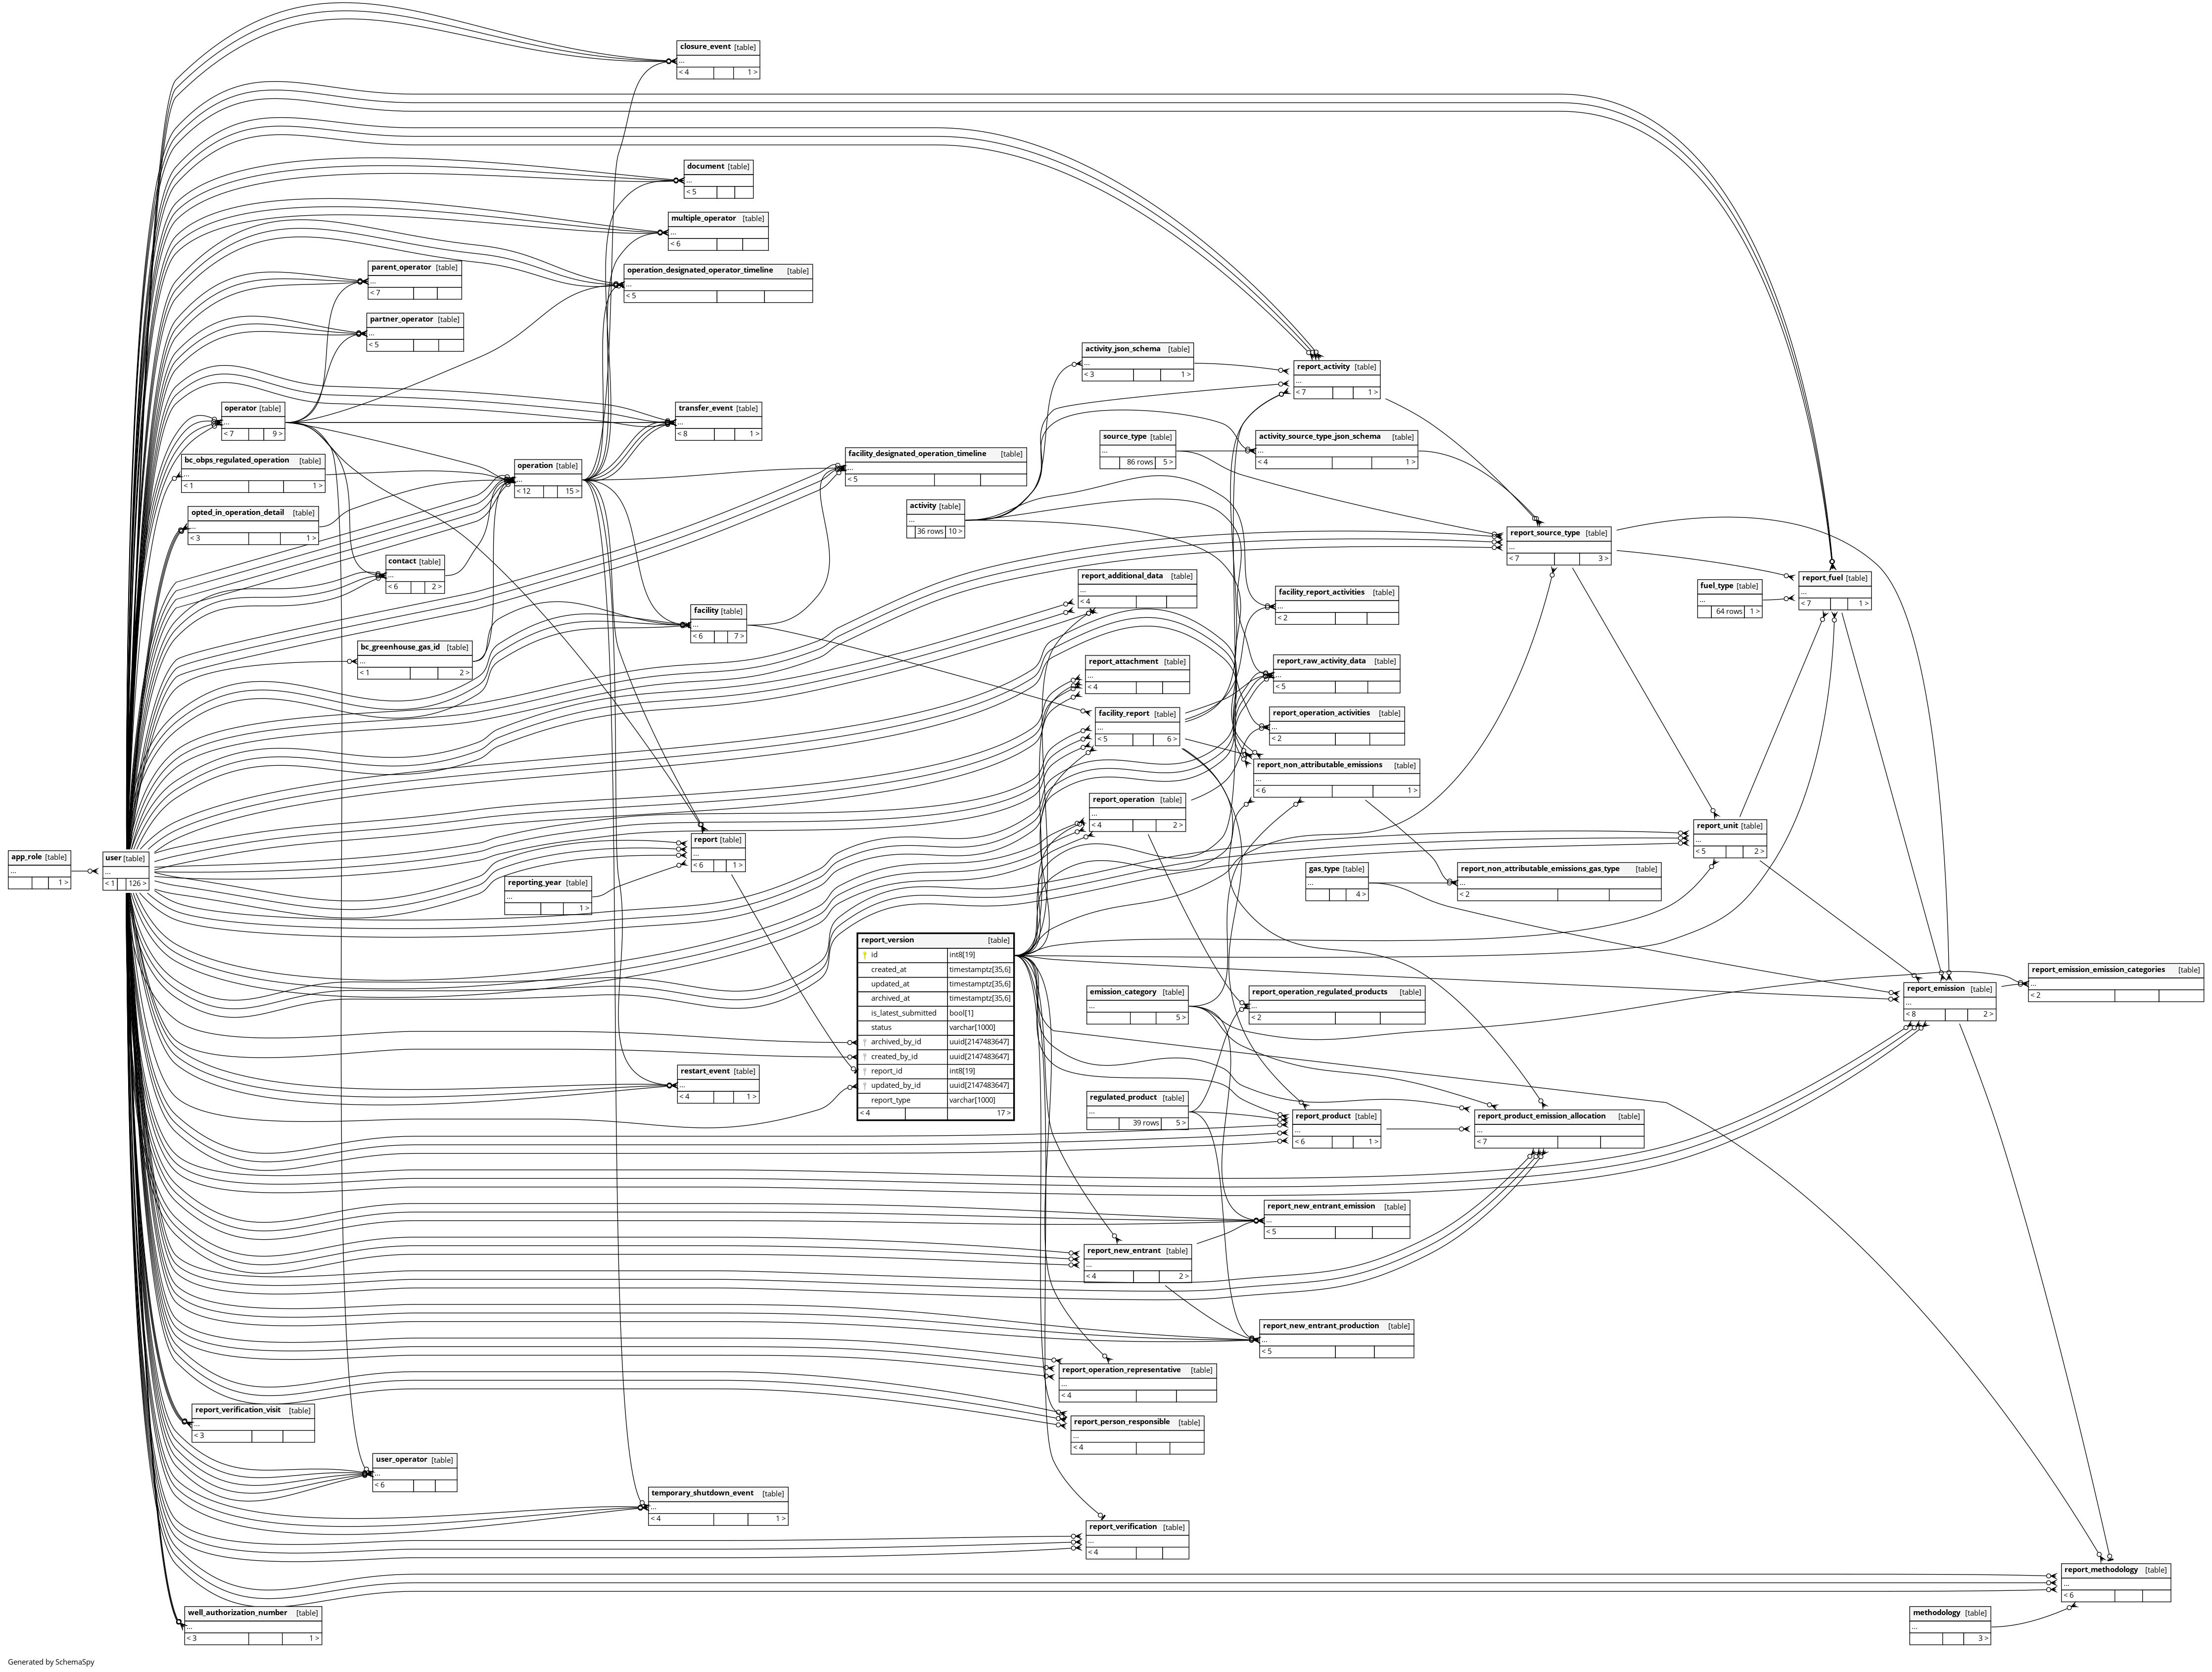 closure_event [table]
...
< 4 1 >
document [table]
...
< 5
multiple_operator [table]
...
< 6
parent_operator [table]
...
< 7
operation_designated_operator_timeline [table]
...
< 5
partner_operator [table]
...
< 5
activity_json_schema [table]
...
< 3 1 >
report_activity [table]
...
< 7 1 >
operator [table]
...
< 7 9 >
transfer_event [table]
...
< 8 1 >
source_type [table]
...
86 rows 5 >
activity_source_type_json_schema [table]
...
< 4 1 >
bc_obps_regulated_operation [table]
...
< 1 1 >
operation [table]
...
< 12 15 >
facility_designated_operation_timeline [table]
...
< 5
opted_in_operation_detail [table]
...
< 3 1 >
activity [table]
...
36 rows 10 >
report_source_type [table]
...
< 7 3 >
contact [table]
...
< 6 2 >
report_additional_data [table]
...
< 4
facility_report_activities [table]
...
< 2
fuel_type [table]
...
64 rows 1 >
report_fuel [table]
...
< 7 1 >
facility [table]
...
< 6 7 >
bc_greenhouse_gas_id [table]
...
< 1 2 >
report_attachment [table]
...
< 4
report_raw_activity_data [table]
...
< 5
facility_report [table]
...
< 5 6 >
report_operation_activities [table]
...
< 2
report_non_attributable_emissions [table]
...
< 6 1 >
report_operation [table]
...
< 4 2 >
report_unit [table]
...
< 5 2 >
app_role [table]
...
1 >
user [table]
...
< 1 126 >
report [table]
...
< 6 1 >
reporting_year [table]
...
1 >
gas_type [table]
...
4 >
report_non_attributable_emissions_gas_type [table]
...
< 2
report_version [table]
id int8[19]
created_at timestamptz[35,6]
updated_at timestamptz[35,6]
archived_at timestamptz[35,6]
is_latest_submitted bool[1]
status varchar[1000]
archived_by_id uuid[2147483647]
created_by_id uuid[2147483647]
report_id int8[19]
updated_by_id uuid[2147483647]
report_type varchar[1000]
< 4 17 >
emission_category [table]
...
5 >
report_operation_regulated_products [table]
...
< 2
report_emission [table]
...
< 8 2 >
report_emission_emission_categories [table]
...
< 2
restart_event [table]
...
< 4 1 >
regulated_product [table]
...
39 rows 5 >
report_product [table]
...
< 6 1 >
report_product_emission_allocation [table]
...
< 7
report_new_entrant_emission [table]
...
< 5
report_new_entrant [table]
...
< 4 2 >
report_new_entrant_production [table]
...
< 5
report_operation_representative [table]
...
< 4
report_verification_visit [table]
...
< 3
report_person_responsible [table]
...
< 4
user_operator [table]
...
< 6
temporary_shutdown_event [table]
...
< 4 1 >
report_verification [table]
...
< 4
report_methodology [table]
...
< 6
well_authorization_number [table]
...
< 3 1 >
methodology [table]
...
3 >
Generated by SchemaSpy